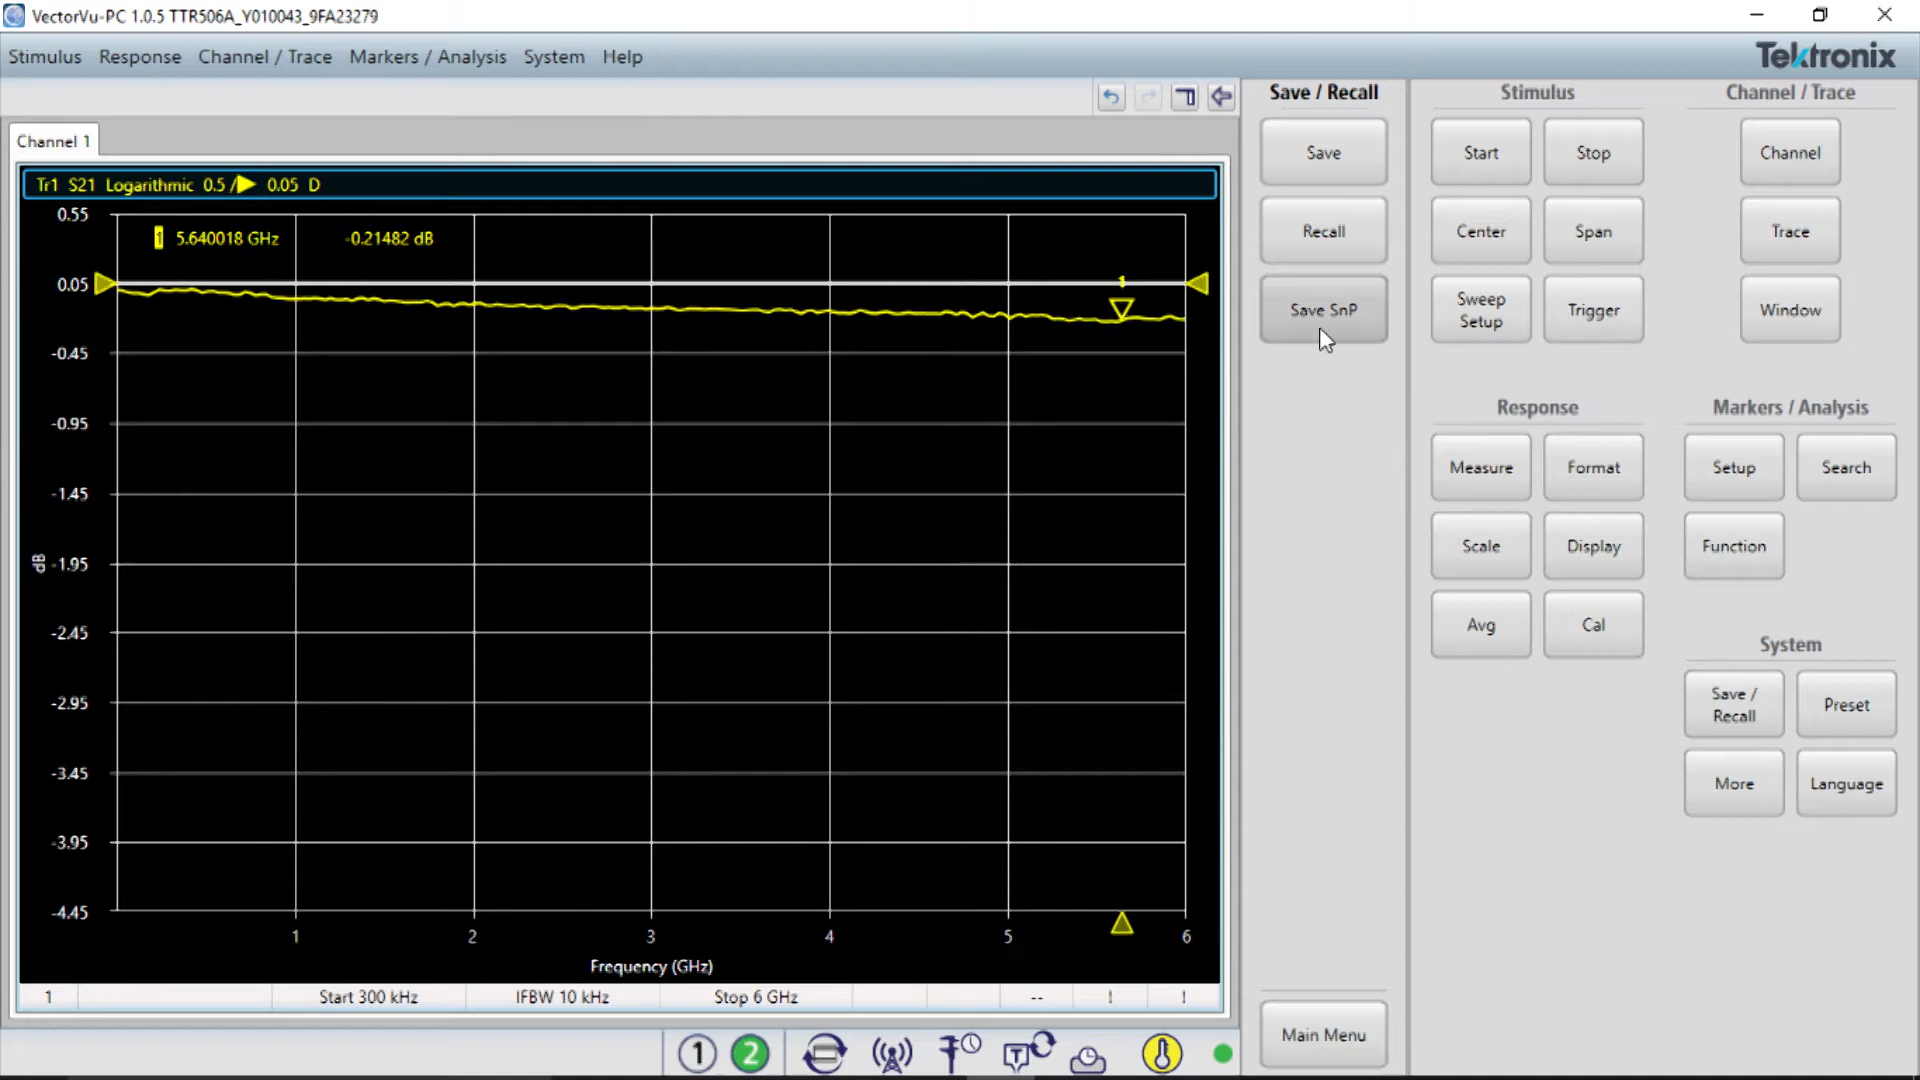 VectorVu-PC 1.0.5 TTR506A_Y010043_9FA23279
Stimulus Response Channel / Trace Markers / Analysis System Help
Tektronix
Channel 1
Tr1 S21 Logarithmic 0.5 / 0.05 D
1 5.640018 GHz -0.21482 dB
1
0.55
0.05
-0.45
-0.95
-1.45
-1.95
-2.45
-2.95
-3.45
-3.95
-4.45
dB
1 2 3 4 5 6
Frequency (GHz)
1 Start 300 kHz IFBW 10 kHz Stop 6 GHz -- ! !
1 2
T
Save / Recall
Save
Recall
Save SnP
Main Menu
Stimulus
Start Stop
Center Span
Sweep
Setup
Trigger
Response
Measure Format
Scale Display
Avg Cal
Channel / Trace
Channel
Trace
Window
Markers / Analysis
Setup Search
Function
System
Save /
Recall
Preset
More Language